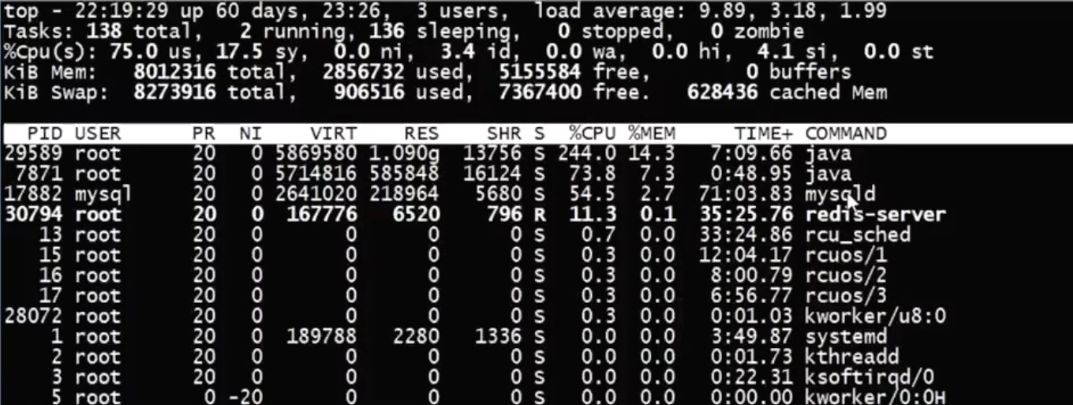 top - 22:19:29 up 60 days, 23:26,  3 users,  load average: 9.89, 3.18, 1.99
Tasks: 138 total,   2 running, 136 sleeping,   0 stopped,   0 zombie
%Cpu(s): 75.0 us, 17.5 sy,  0.0 ni,  3.4 id,  0.0 wa,  0.0 hi,  4.1 si,  0.0 st
KiB Mem:   8012316 total,  2856732 used,  5155584 free,        0 buffers
KiB Swap:  8273916 total,   906516 used,  7367400 free.   628436 cached Mem
PID USER      PR  NI    VIRT    RES    SHR S  %CPU %MEM     TIME+ COMMAND
29589 root      20   0 5869580 1.090g  13756 S 244.0 14.3   7:09.66 java
7871 root      20   0 5714816 585848  16124 S  73.8  7.3   0:48.95 java
17882 mysql     20   0 2641020 218964   5680 S  54.5  2.7  71:03.83 mysqld
30794 root      20   0  167776   6520    796 R  11.3  0.1  35:25.76 redis-server
13 root      20   0       0      0      0 S   0.7  0.0  33:24.86 rcu_sched
15 root      20   0       0      0      0 S   0.3  0.0  12:04.17 rcuos/1
16 root      20   0       0      0      0 S   0.3  0.0   8:00.79 rcuos/2
17 root      20   0       0      0      0 S   0.3  0.0   6:56.77 rcuos/3
28072 root      20   0       0      0      0 S   0.3  0.0   0:01.03 kworker/u8:0
1 root      20   0  189788   2280   1336 S   0.0  0.0   3:49.87 systemd
2 root      20   0       0      0      0 S   0.0  0.0   0:01.73 kthreadd
3 root      20   0       0      0      0 S   0.0  0.0   0:22.31 ksoftirqd/0
5 root       0 -20       0      0      0 S   0.0  0.0   0:00.00 kworker/0:0H